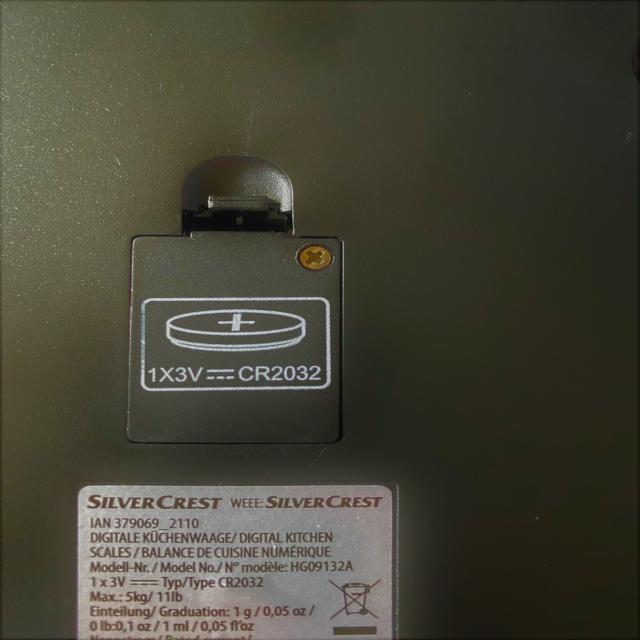 1X3V⎓CR2032
SILVERCREST WEEE: SILVERCREST
IAN 379069_2110
DIGITALE KÜCHENWAAGE/ DIGITAL KITCHEN
SCALES / BALANCE DE CUISINE NUMÉRIQUE
Modell-Nr. / Model No./ N° modèle: HG09132A
1 x 3V ⎓ Typ/Type CR2032
Max.: 5kg/ 11lb
Einteilung/ Graduation: 1 g / 0,05 oz /
0 lb:0,1 oz / 1 ml / 0,05 fl'oz